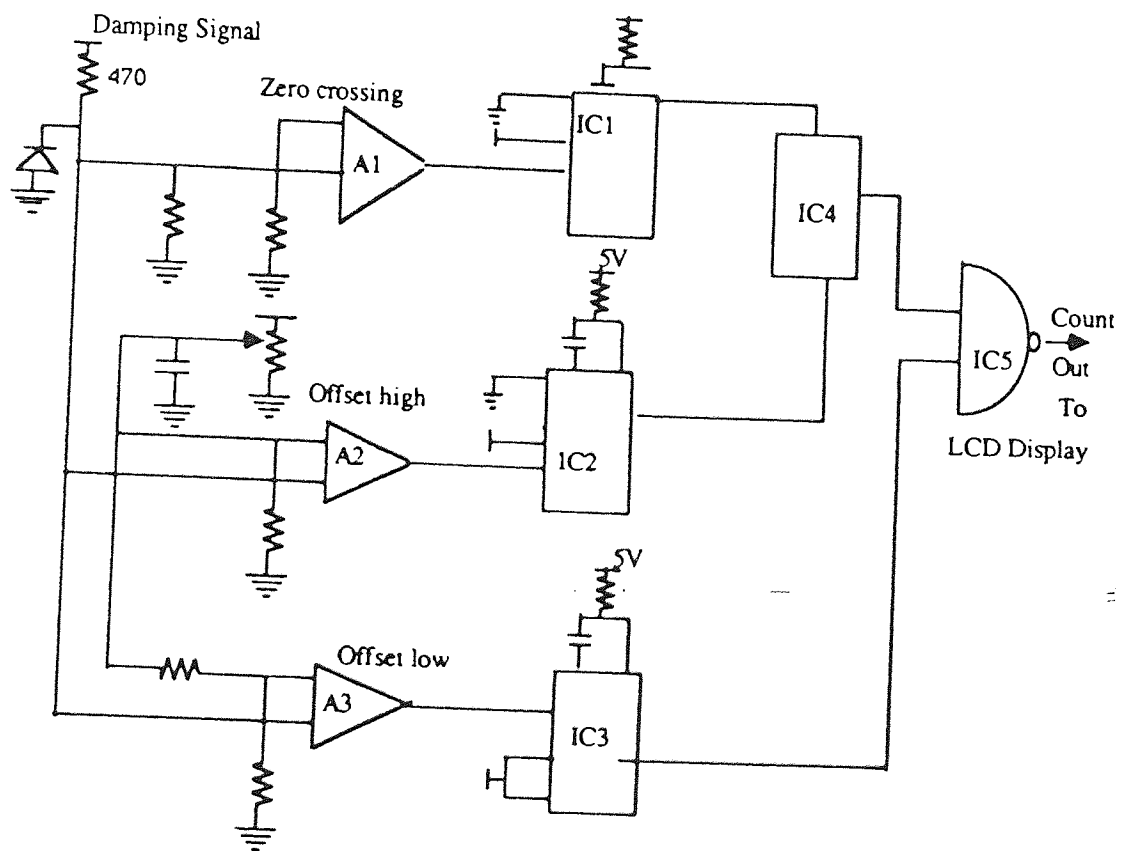 Damping Signal
470
Zero crossing
A1
IC1
IC4
5V
Offset high
A2
1C2
IC5
Count
Out
To
LCD Display
5V
Offset low
A3
IC3